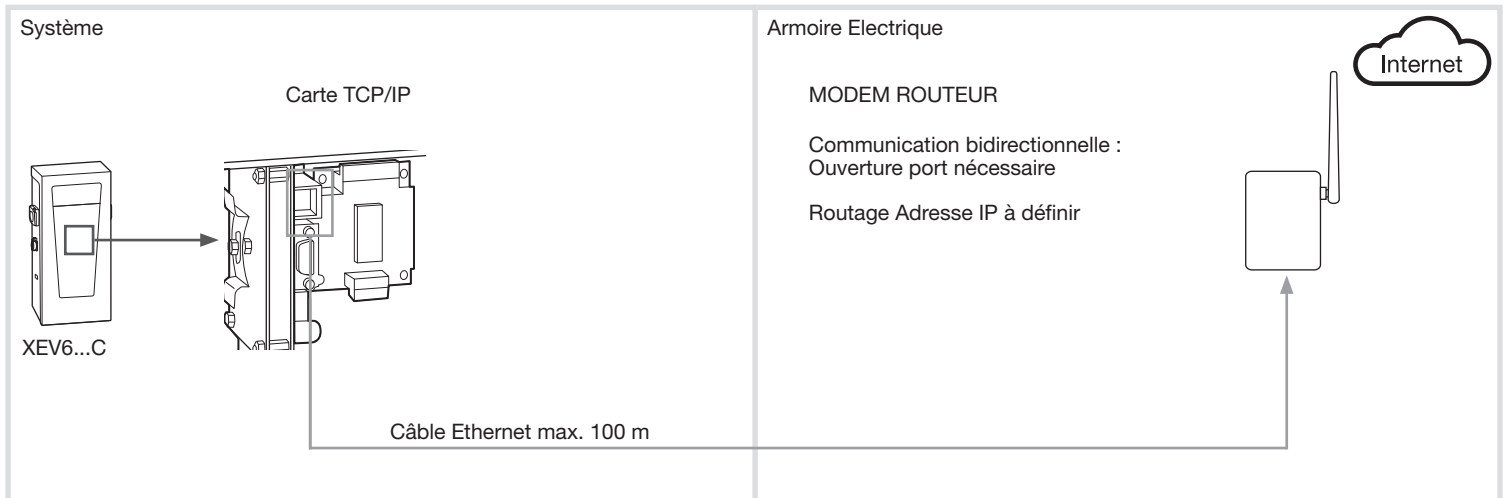 Système
Armoire Electrique
Internet
Carte TCP/IP
MODEM ROUTEUR
Communication bidirectionnelle :
Ouverture port nécessaire
Routage Adresse IP à définir
XEV6...C
Câble Ethernet max. 100 m